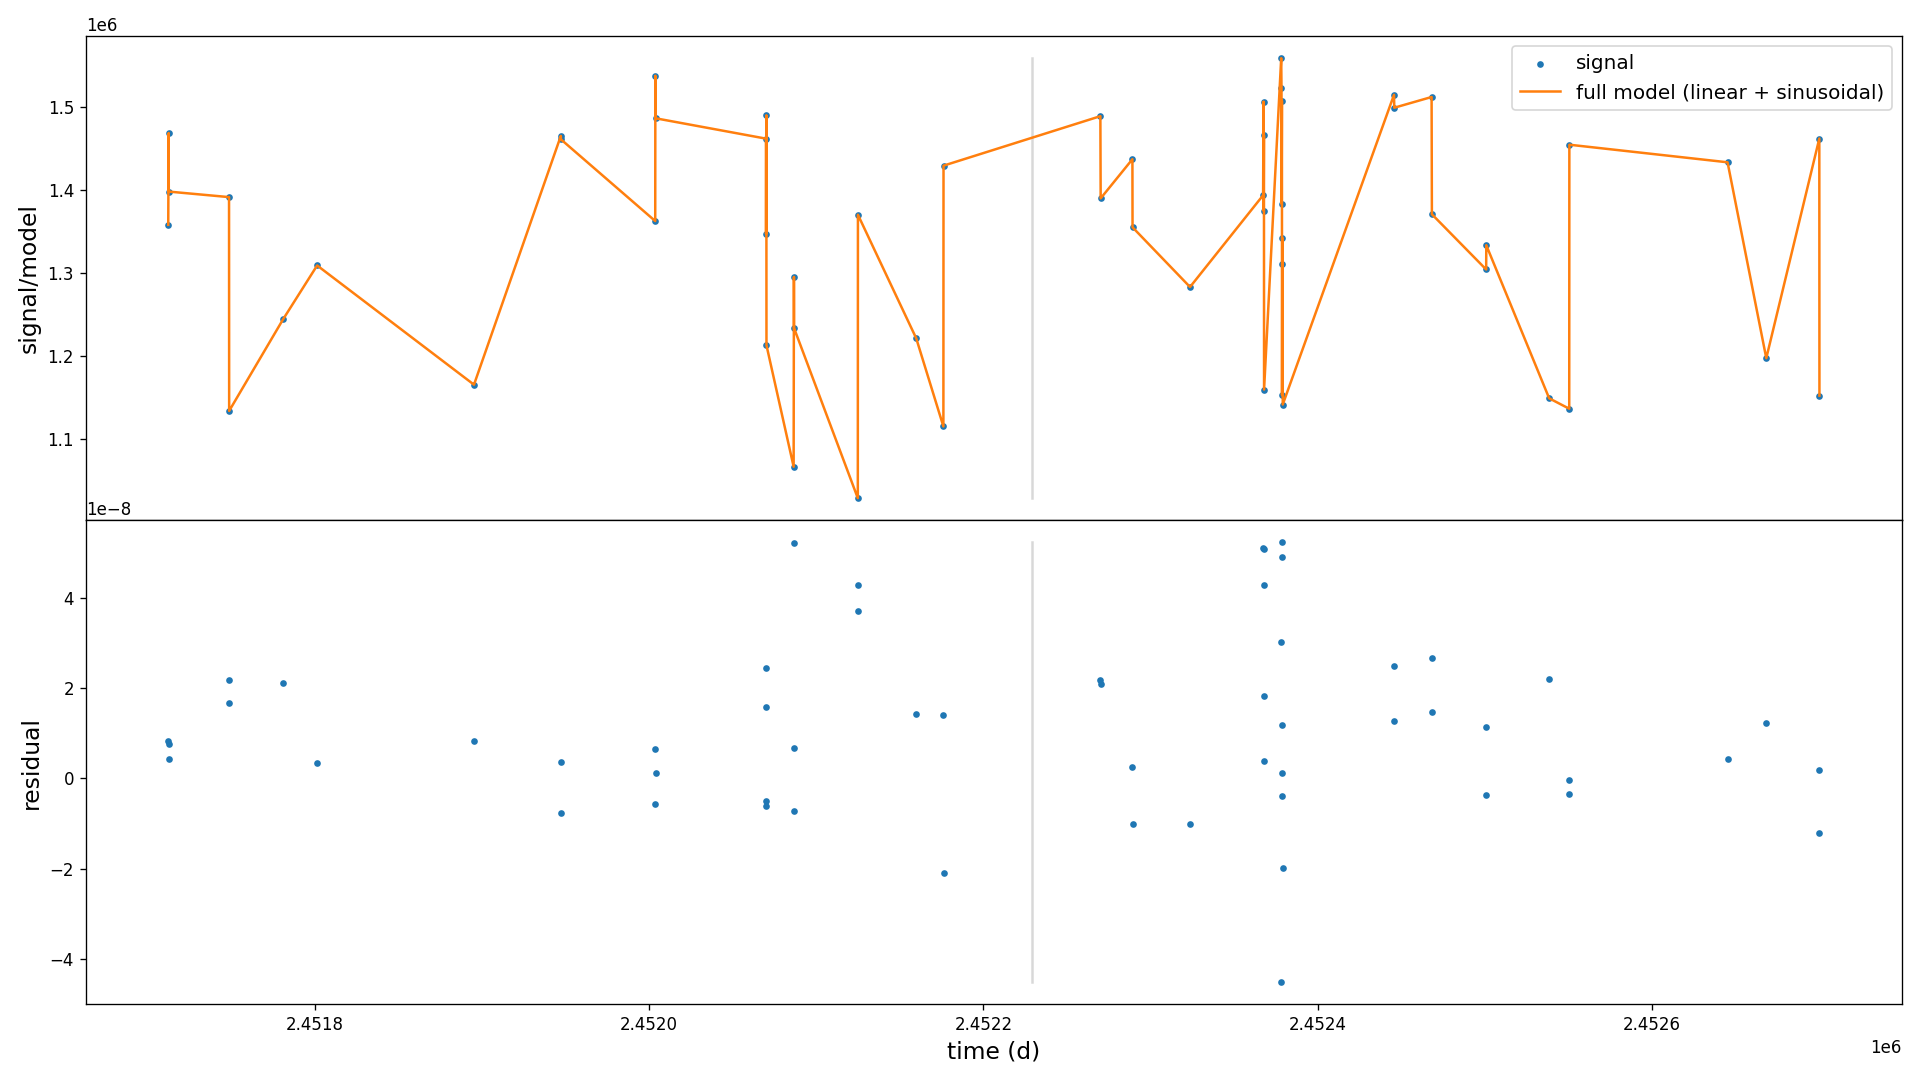 1e6
signal
full model (linear + sinusoidal)
1.5
1.4
1.3
1.2
1.1
signal/model
1e−8
4
2
0
−2
−4
residual
2.4518
2.4520
2.4522
2.4524
2.4526
time (d)
1e6